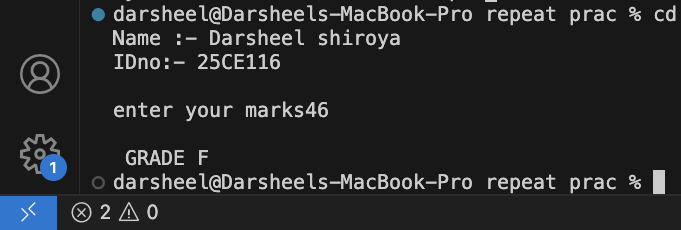 darsheel@Darsheels-MacBook-Pro repeat prac % cd
Name :- Darsheel shiroya
IDno:- 25CE116
enter your marks46
GRADE F
darsheel@Darsheels-MacBook-Pro repeat prac %
1
2 0